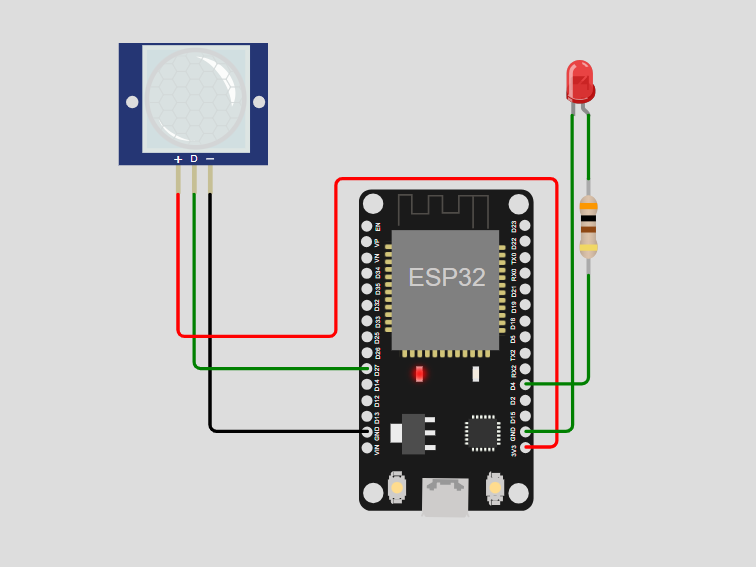 + D −
ESP32
EN
VP
VN
D34
D35
D32
D33
D25
D26
D27
D14
D12
D13
GND
VIN
D23
D22
TX0
RX0
D21
D19
D18
D5
TX2
RX2
D4
D2
D15
GND
3V3